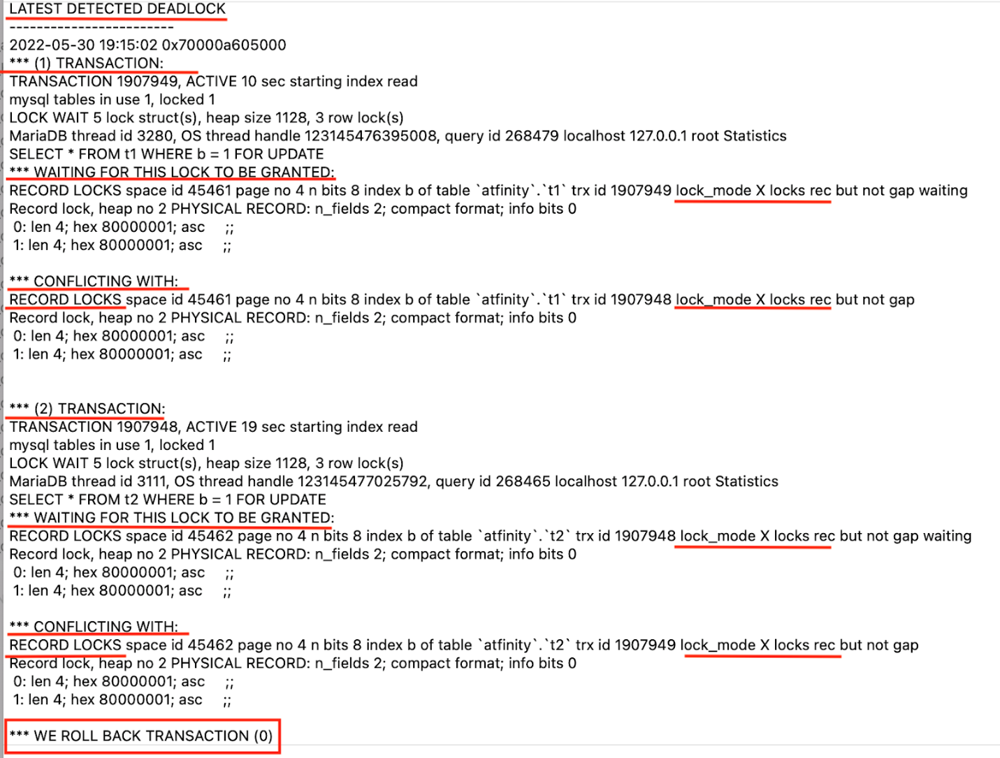 LATEST DETECTED DEADLOCK
------------------------
2022-05-30 19:15:02 0x70000a605000
*** (1) TRANSACTION:
TRANSACTION 1907949, ACTIVE 10 sec starting index read
mysql tables in use 1, locked 1
LOCK WAIT 5 lock struct(s), heap size 1128, 3 row lock(s)
MariaDB thread id 3280, OS thread handle 123145476395008, query id 268479 localhost 127.0.0.1 root Statistics
SELECT * FROM t1 WHERE b = 1 FOR UPDATE
*** WAITING FOR THIS LOCK TO BE GRANTED:
RECORD LOCKS space id 45461 page no 4 n bits 8 index b of table `atfinity`.`t1` trx id 1907949 lock_mode X locks rec but not gap waiting
Record lock, heap no 2 PHYSICAL RECORD: n_fields 2; compact format; info bits 0
0: len 4; hex 80000001; asc ;;
1: len 4; hex 80000001; asc ;;
*** CONFLICTING WITH:
RECORD LOCKS space id 45461 page no 4 n bits 8 index b of table `atfinity`.`t1` trx id 1907948 lock_mode X locks rec but not gap
Record lock, heap no 2 PHYSICAL RECORD: n_fields 2; compact format; info bits 0
0: len 4; hex 80000001; asc ;;
1: len 4; hex 80000001; asc ;;
*** (2) TRANSACTION:
TRANSACTION 1907948, ACTIVE 19 sec starting index read
mysql tables in use 1, locked 1
LOCK WAIT 5 lock struct(s), heap size 1128, 3 row lock(s)
MariaDB thread id 3111, OS thread handle 123145477025792, query id 268465 localhost 127.0.0.1 root Statistics
SELECT * FROM t2 WHERE b = 1 FOR UPDATE
*** WAITING FOR THIS LOCK TO BE GRANTED:
RECORD LOCKS space id 45462 page no 4 n bits 8 index b of table `atfinity`.`t2` trx id 1907948 lock_mode X locks rec but not gap waiting
Record lock, heap no 2 PHYSICAL RECORD: n_fields 2; compact format; info bits 0
0: len 4; hex 80000001; asc ;;
1: len 4; hex 80000001; asc ;;
*** CONFLICTING WITH:
RECORD LOCKS space id 45462 page no 4 n bits 8 index b of table `atfinity`.`t2` trx id 1907949 lock_mode X locks rec but not gap
Record lock, heap no 2 PHYSICAL RECORD: n_fields 2; compact format; info bits 0
0: len 4; hex 80000001; asc ;;
1: len 4; hex 80000001; asc ;;
*** WE ROLL BACK TRANSACTION (0)